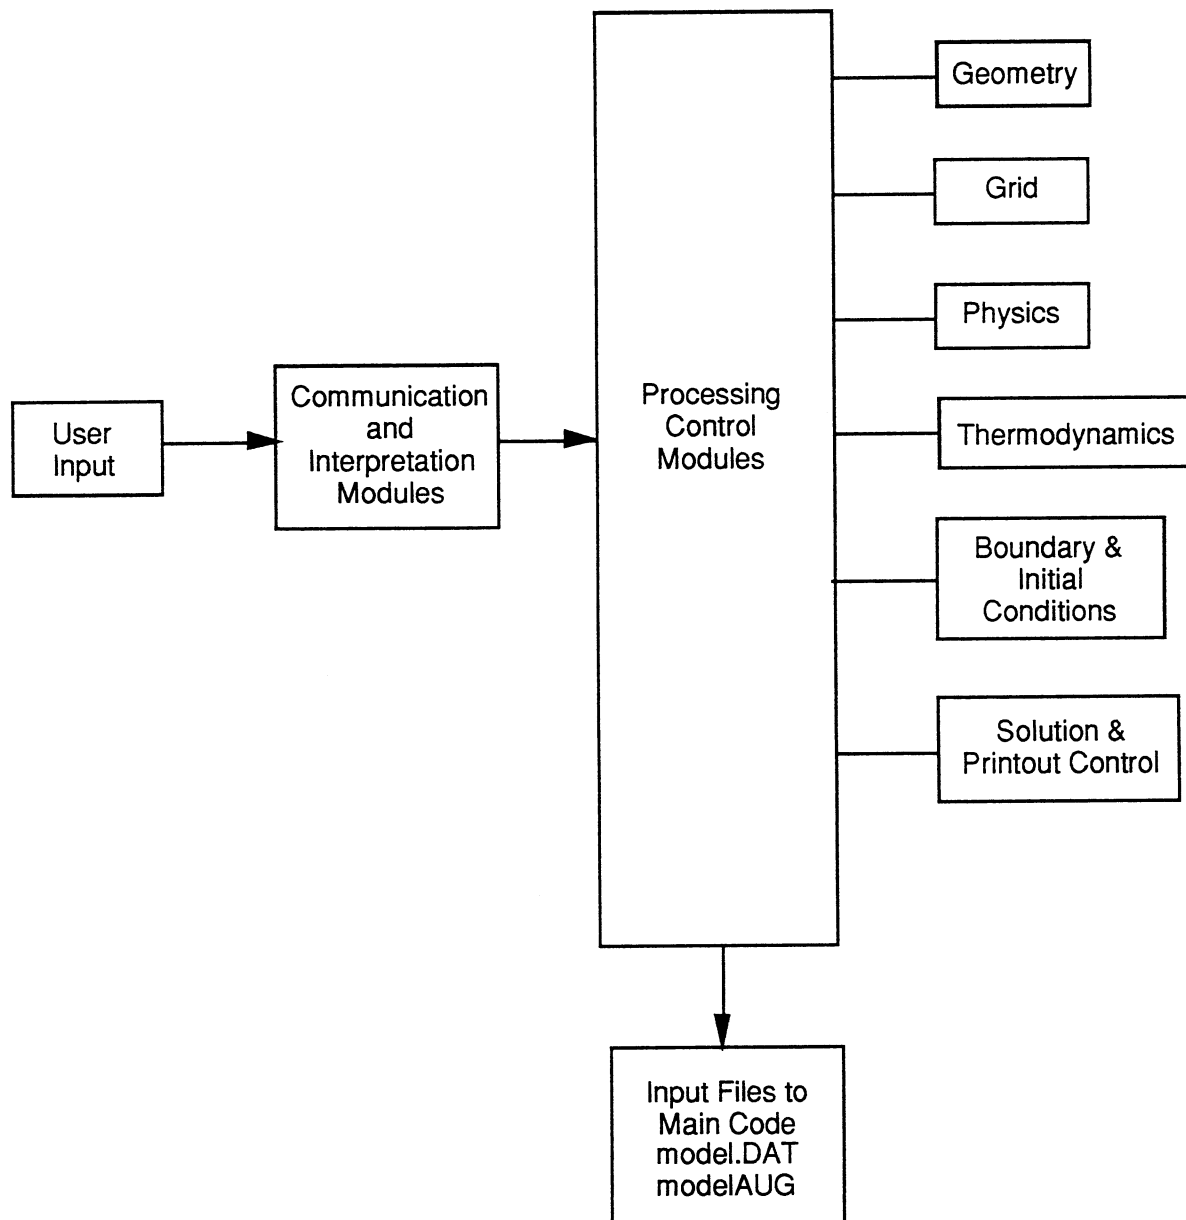 User
Input
Communication
and
Interpretation
Modules
Processing
Control
Modules
Geometry
Grid
Physics
Thermodynamics
Boundary &
Initial
Conditions
Solution &
Printout Control
Input Files to
Main Code
model.DAT
modelAUG